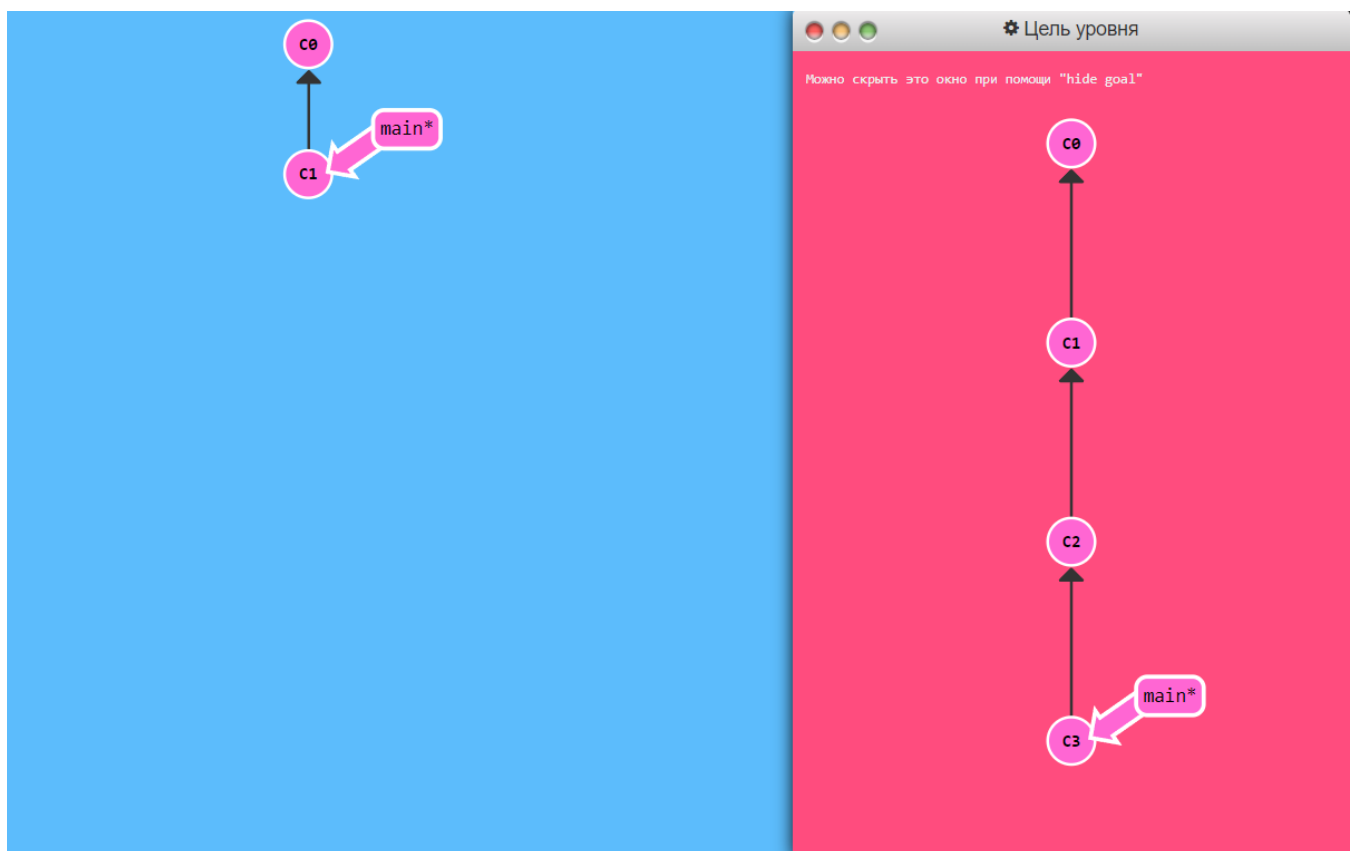 C0
main*
C1
Цель уровня
Можно скрыть это окно при помощи "hide goal"
C0
C1
C2
main*
C3